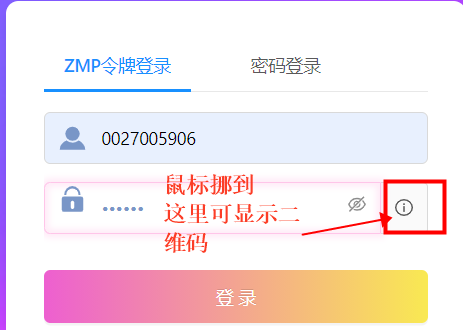 ZMP令牌登录 密码登录
0027005906
••••••
鼠标挪到
这里可显示二
维码
登录